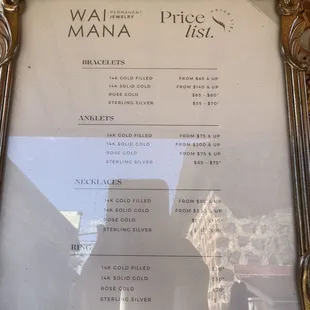 WAI PERMANENT JEWELRY
MANA
Price list.
BRACELETS
14K GOLD FILLED FROM $65 & UP
14K SOLID GOLD FROM $140 & UP
ROSE GOLD $65 - $80+
STERLING SILVER $55 - $70+
ANKLETS
14K GOLD FILLED FROM $75 & UP
14K SOLID GOLD FROM $200 & UP
ROSE GOLD FROM $75 & UP
STERLING SILVER $65 - $75+
NECKLACES
14K GOLD FILLED
14K SOLID GOLD
ROSE GOLD
STERLING SILVER
RING
14K GOLD FILLED
14K SOLID GOLD
ROSE GOLD
STERLING SILVER